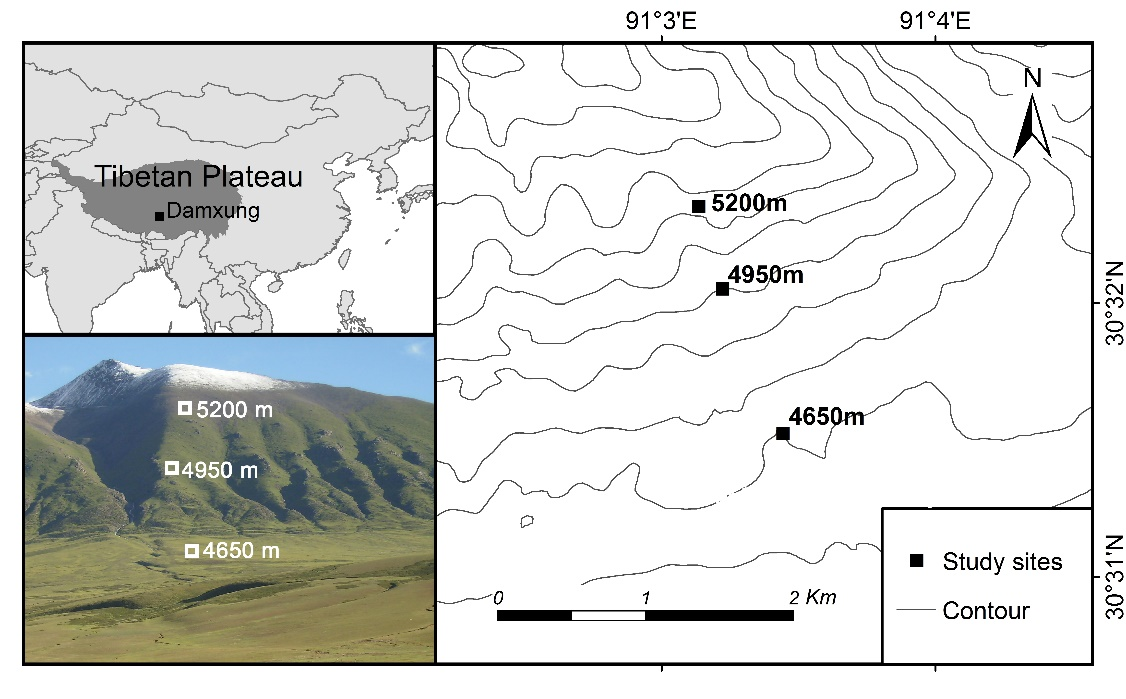 91°3'E
91°4'E
Tibetan Plateau
Damxung
5200 m
4950 m
4650 m
N
5200m
4950m
4650m
30°32'N
30°31'N
0 1 2 Km
Study sites
Contour